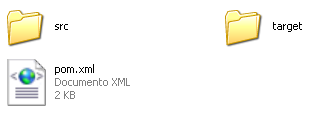 src
target
pom.xml
Documento XML
2 KB